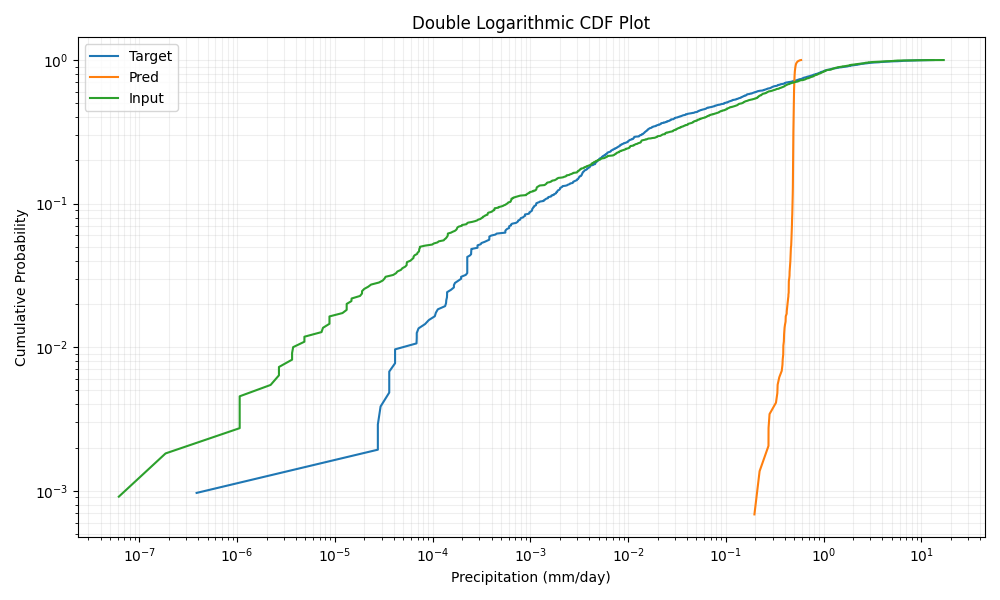 Double Logarithmic CDF Plot
Target
Pred
Input
Cumulative Probability
10⁰
10⁻¹
10⁻²
10⁻³
10⁻⁷ 10⁻⁶ 10⁻⁵ 10⁻⁴ 10⁻³ 10⁻² 10⁻¹ 10⁰ 10¹
Precipitation (mm/day)